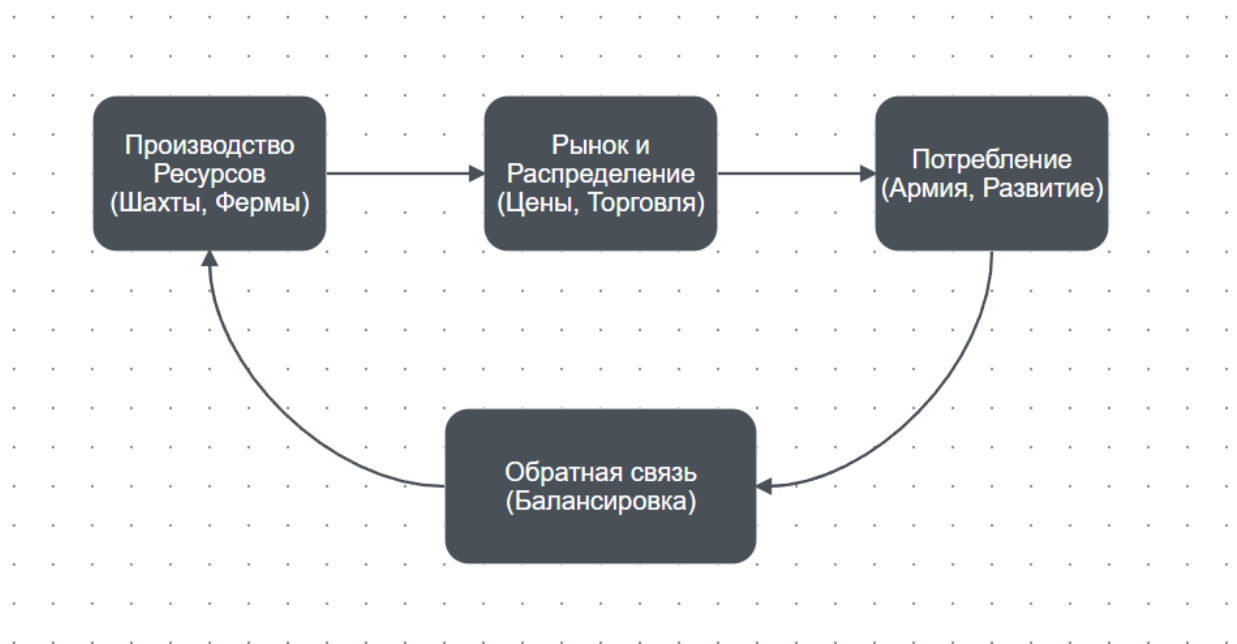 Производство
Ресурсов
(Шахты, Фермы)
Рынок и
Распределение
(Цены, Торговля)
Потребление
(Армия, Развитие)
Обратная связь
(Балансировка)